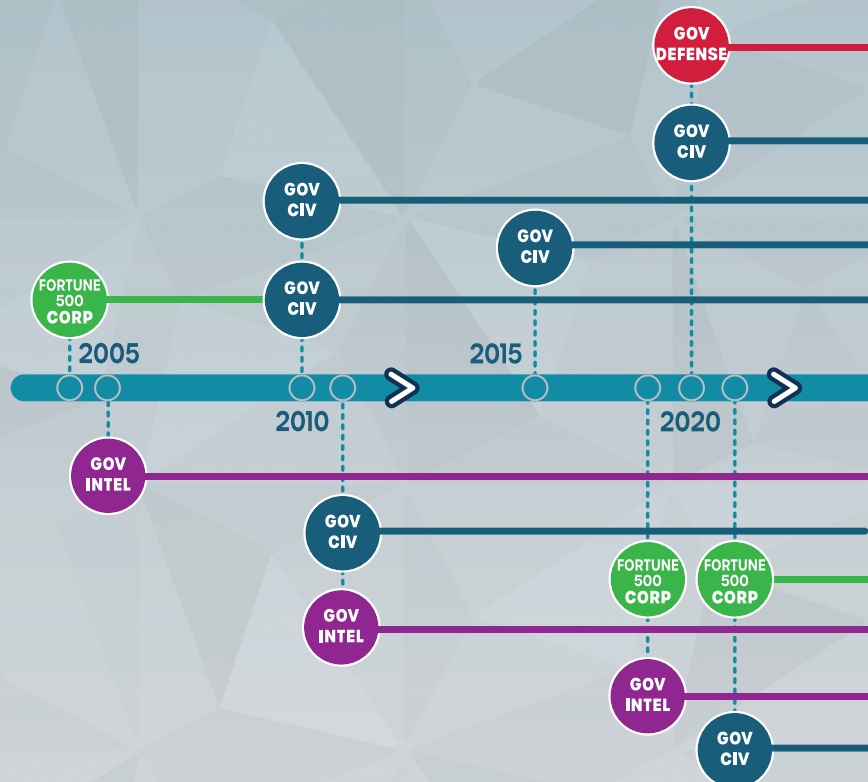 GOV
DEFENSE
GOV
CIV
GOV
CIV
GOV
CIV
FORTUNE
500
CORP
GOV
CIV
2005
2015
2010
2020
GOV
INTEL
GOV
CIV
FORTUNE
500
CORP
FORTUNE
500
CORP
GOV
INTEL
GOV
INTEL
GOV
CIV